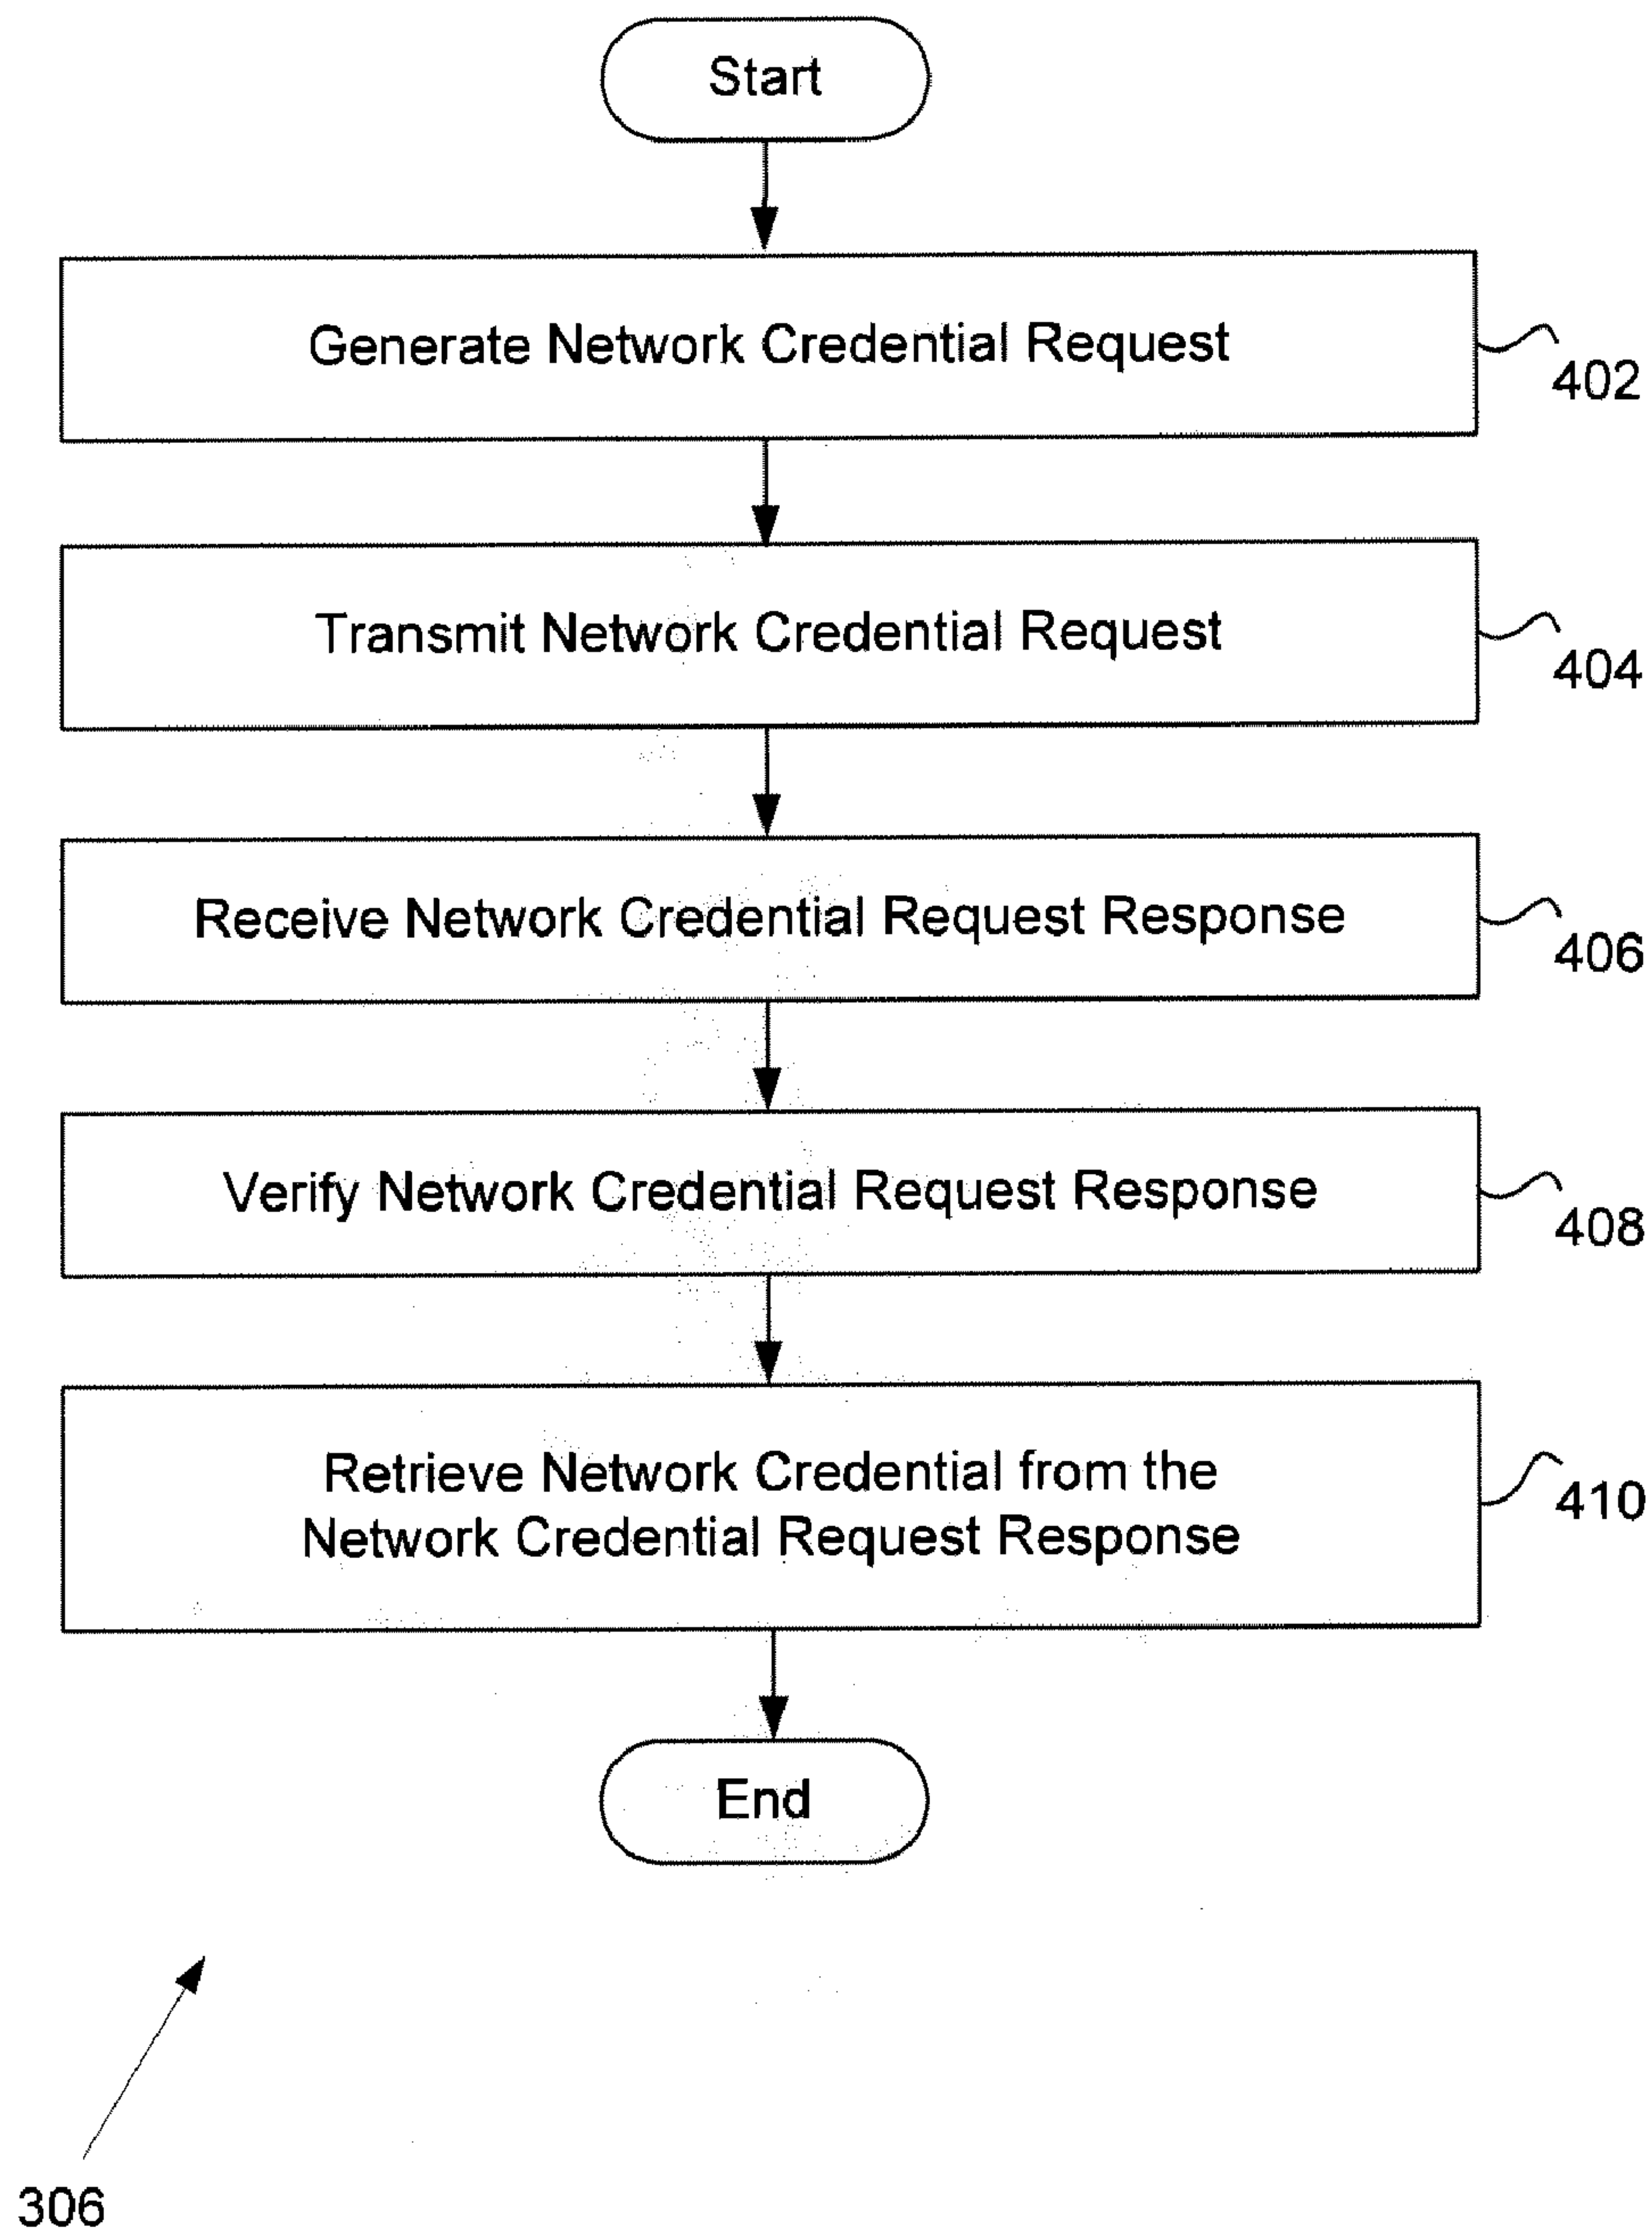 Start
Generate Network Credential Request
402
Transmit Network Credential Request
404
Receive Network Credential Request Response
406
Verify Network Credential Request Response
408
Retrieve Network Credential from the
Network Credential Request Response
410
End
306